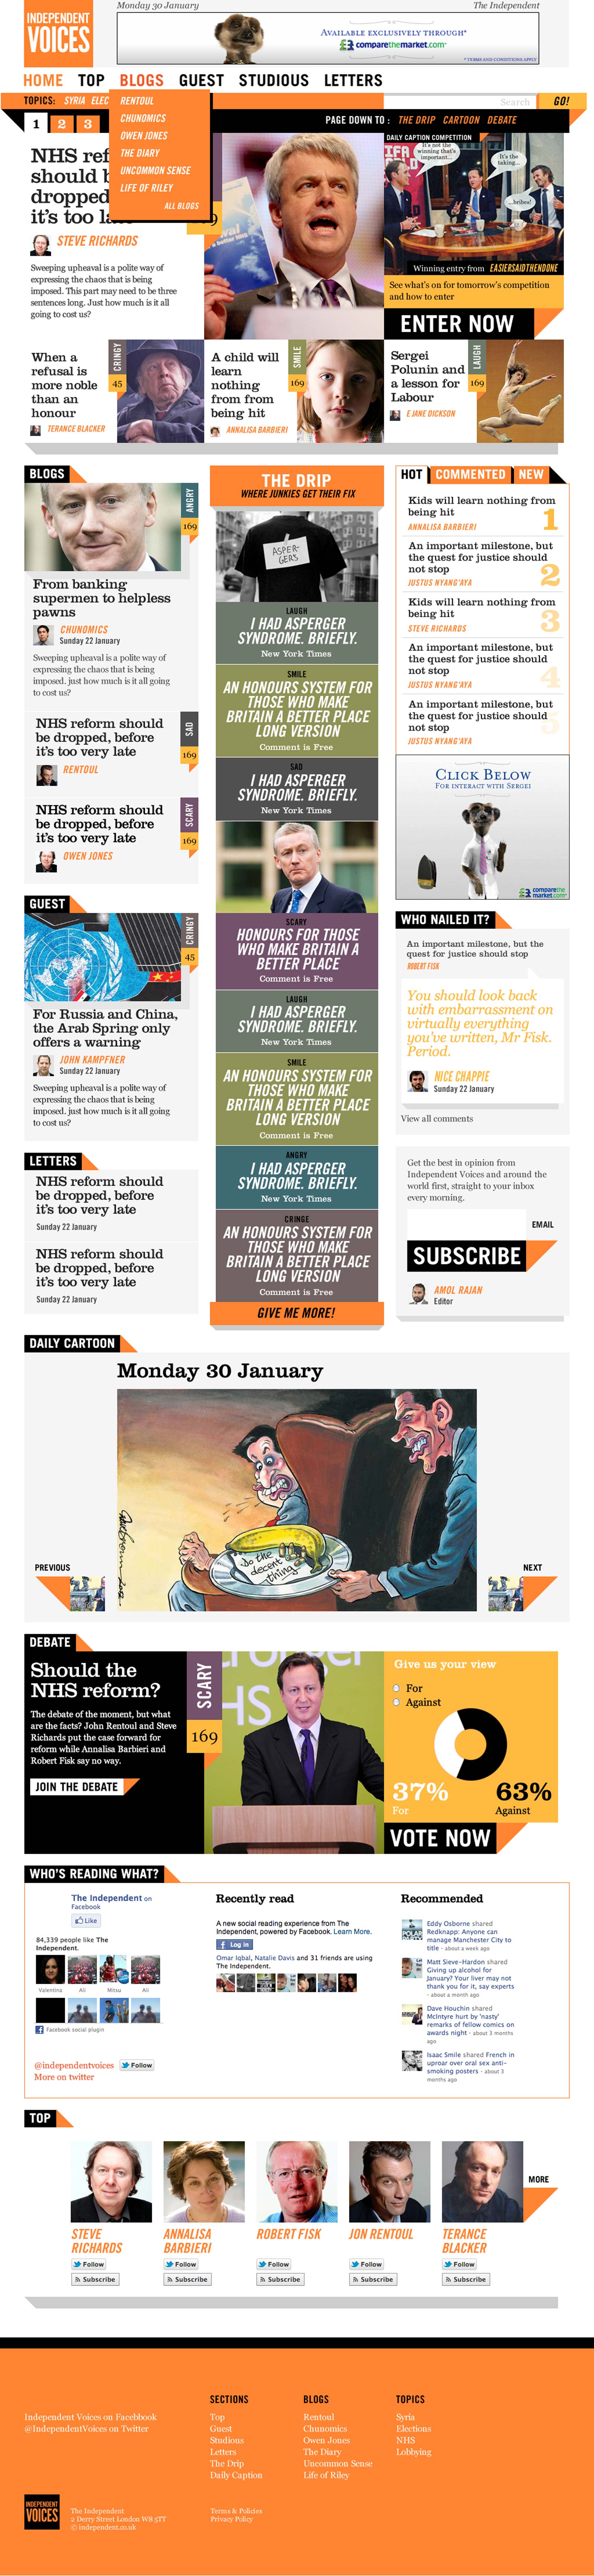 Monday 30 January
The Independent
INDEPENDENT
VOICES
AVAILABLE EXCLUSIVELY THROUGH*
comparethemarket.com
* TERMS AND CONDITIONS APPLY
HOME TOP BLOGS GUEST STUDIOUS LETTERS
TOPICS: SYRIA ELEC
Search
GO!
RENTOUL
CHUNOMICS
OWEN JONES
THE DIARY
UNCOMMON SENSE
LIFE OF RILEY
ALL BLOGS
1 2 3
PAGE DOWN TO : THE DRIP CARTOON DEBATE
NHS ref
should b
dropped
it's too la
STEVE RICHARDS
Sweeping upheaval is a polite way of
expressing the chaos that is being
imposed. This part may need to be three
sentences long. Just how much is it all
going to cost us?
DAILY CAPTION COMPETITION
It's not the
winning that's
important...
It's the
taking...
...bribes!
Winning entry from EASIERSAIDTHENDONE
See what's on for tomorrow's competition
and how to enter
ENTER NOW
When a
refusal is
more noble
than an
honour
TERANCE BLACKER
CRINGY
45
A child will
learn
nothing
from from
being hit
ANNALISA BARBIERI
SMILE
169
Sergei
Polunin and
a lesson for
Labour
E JANE DICKSON
LAUGH
169
BLOGS
ANGRY
169
From banking
supermen to helpless
pawns
CHUNOMICS
Sunday 22 January
Sweeping upheaval is a polite way of
expressing the chaos that is being
imposed. just how much is it all going
to cost us?
NHS reform should
be dropped, before
it's too very late
RENTOUL
SAD
169
NHS reform should
be dropped, before
it's too very late
OWEN JONES
SCARY
169
GUEST
CRINGY
45
For Russia and China,
the Arab Spring only
offers a warning
JOHN KAMPFNER
Sunday 22 January
Sweeping upheaval is a polite way of
expressing the chaos that is being
imposed. just how much is it all going
to cost us?
LETTERS
NHS reform should
be dropped, before
it's too very late
Sunday 22 January
NHS reform should
be dropped, before
it's too very late
Sunday 22 January
THE DRIP
WHERE JUNKIES GET THEIR FIX
ASPER-
GERS
LAUGH
I HAD ASPERGER
SYNDROME. BRIEFLY.
New York Times
SMILE
AN HONOURS SYSTEM FOR
THOSE WHO MAKE
BRITAIN A BETTER PLACE
LONG VERSION
Comment is Free
SAD
I HAD ASPERGER
SYNDROME. BRIEFLY.
New York Times
SCARY
HONOURS FOR THOSE
WHO MAKE BRITAIN A
BETTER PLACE
Comment is Free
LAUGH
I HAD ASPERGER
SYNDROME. BRIEFLY.
New York Times
SMILE
AN HONOURS SYSTEM FOR
THOSE WHO MAKE
BRITAIN A BETTER PLACE
LONG VERSION
Comment is Free
ANGRY
I HAD ASPERGER
SYNDROME. BRIEFLY.
New York Times
CRINGE
AN HONOURS SYSTEM FOR
THOSE WHO MAKE
BRITAIN A BETTER PLACE
LONG VERSION
Comment is Free
GIVE ME MORE!
HOT COMMENTED NEW
Kids will learn nothing from
being hit
ANNALISA BARBIERI
1
An important milestone, but
the quest for justice should
not stop
JUSTUS NYANG'AYA
2
Kids will learn nothing from
being hit
STEVE RICHARDS
3
An important milestone, but
the quest for justice should
not stop
JUSTUS NYANG'AYA
4
An important milestone, but
the quest for justice should
not stop
JUSTUS NYANG'AYA
5
CLICK BELOW
FOR INTERACT WITH SERGEI
comparethe
market.com
WHO NAILED IT?
An important milestone, but the
quest for justice should stop
ROBERT FISK
You should look back
with embarrassment on
virtually everything
you've written, Mr Fisk.
Period.
NICE CHAPPIE
Sunday 22 January
View all comments
Get the best in opinion from
Independent Voices and around the
world first, straight to your inbox
every morning.
EMAIL
SUBSCRIBE
AMOL RAJAN
Editor
DAILY CARTOON
Monday 30 January
Do the
decent
thing
PREVIOUS
NEXT
DEBATE
Should the
NHS reform?
The debate of the moment, but what
are the facts? John Rentoul and Steve
Richards put the case forward for
reform while Annalisa Barbieri and
Robert Fisk say no way.
JOIN THE DEBATE
SCARY
169
Give us your view
For
Against
37%
For
63%
Against
VOTE NOW
WHO'S READING WHAT?
The Independent on
Facebook
Like
84,339 people like The
Independent.
Valentina Ali Mitsu Ali
Facebook social plugin
@independentvoices Follow
More on twitter
Recently read
A new social reading experience from The
Independent, powered by Facebook. Learn More.
Log in
Omar Iqbal, Natalie Davis and 31 friends are using
The Independent.
Recommended
Eddy Osborne shared
Redknapp: Anyone can
manage Manchester City to
title - about a week ago
Matt Sieve-Hardon shared
Giving up alcohol for
January? Your liver may not
thank you for it, say experts
- about a month ago
Dave Houchin shared
McIntyre hurt by 'nasty'
remarks of fellow comics on
awards night - about 3 months
ago
Isaac Smile shared French in
uproar over oral sex anti-
smoking posters - about 3
months ago
TOP
MORE
STEVE
RICHARDS
Follow
Subscribe
ANNALISA
BARBIERI
Follow
Subscribe
ROBERT FISK
Follow
Subscribe
JON RENTOUL
Follow
Subscribe
TERANCE
BLACKER
Follow
Subscribe
Independent Voices on Facebbook
@IndependentVoices on Twitter
SECTIONS
Top
Guest
Studious
Letters
The Drip
Daily Caption
BLOGS
Rentoul
Chunomics
Owen Jones
The Diary
Uncommon Sense
Life of Riley
TOPICS
Syria
Elections
NHS
Lobbying
INDEPENDENT
VOICES
The Independent
2 Derry Street London W8 5TT
© independent.co.uk
Terms & Policies
Privacy Policy